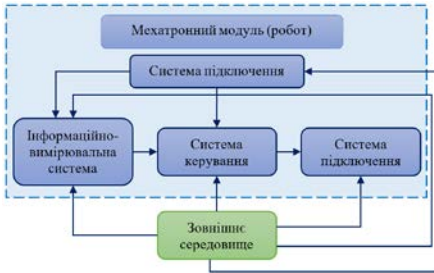 Мехатронний модуль (робот)
Система підключення
Інформаційно-
вимірювальна
система
Система
керування
Система
підключення
Зовнішнє
середовище